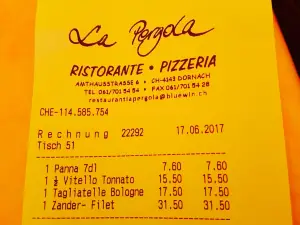 La Pergola
RISTORANTE • PIZZERIA
AMTHAUSSTRASSE 6 • CH-4143 DORNACH
TEL. 061/701 54 28 • FAX 061/701 54 28
restaurantlapergola@bluewin.ch
CHE-114.585.754
Rechnung 22292 17.06.2017
Tisch 51
1 Panna 7dl 7.60 7.60
1 ½ Vitello Tonnato 15.50 15.50
1 Tagliatelle Bologne 17.50 17.50
1 Zander- Filet 31.50 31.50